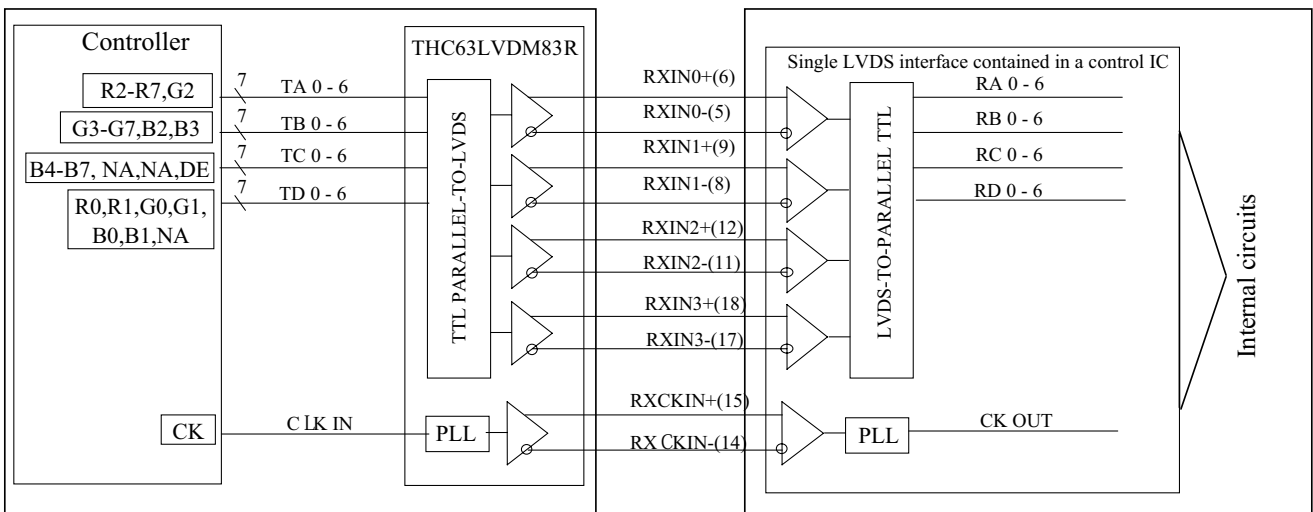 Controller
THC63LVDM83R
Single LVDS interface contained in a control IC
R2-R7,G2
7
TA 0 - 6
RXIN0+(6)
RA 0 - 6
G3-G7,B2,B3
7
TB 0 - 6
RXIN0-(5)
RB 0 - 6
B4-B7, NA,NA,DE
7
TC 0 - 6
RXIN1+(9)
RC 0 - 6
R0,R1,G0,G1,
B0,B1,NA
7
TD 0 - 6
RXIN1-(8)
RD 0 - 6
TTL PARALLEL-TO-LVDS
RXIN2+(12)
RXIN2-(11)
RXIN3+(18)
RXIN3-(17)
LVDS-TO-PARALLEL TTL
Internal circuits
CK
CLK IN
PLL
RXCKIN+(15)
RXCKIN-(14)
PLL
CK OUT